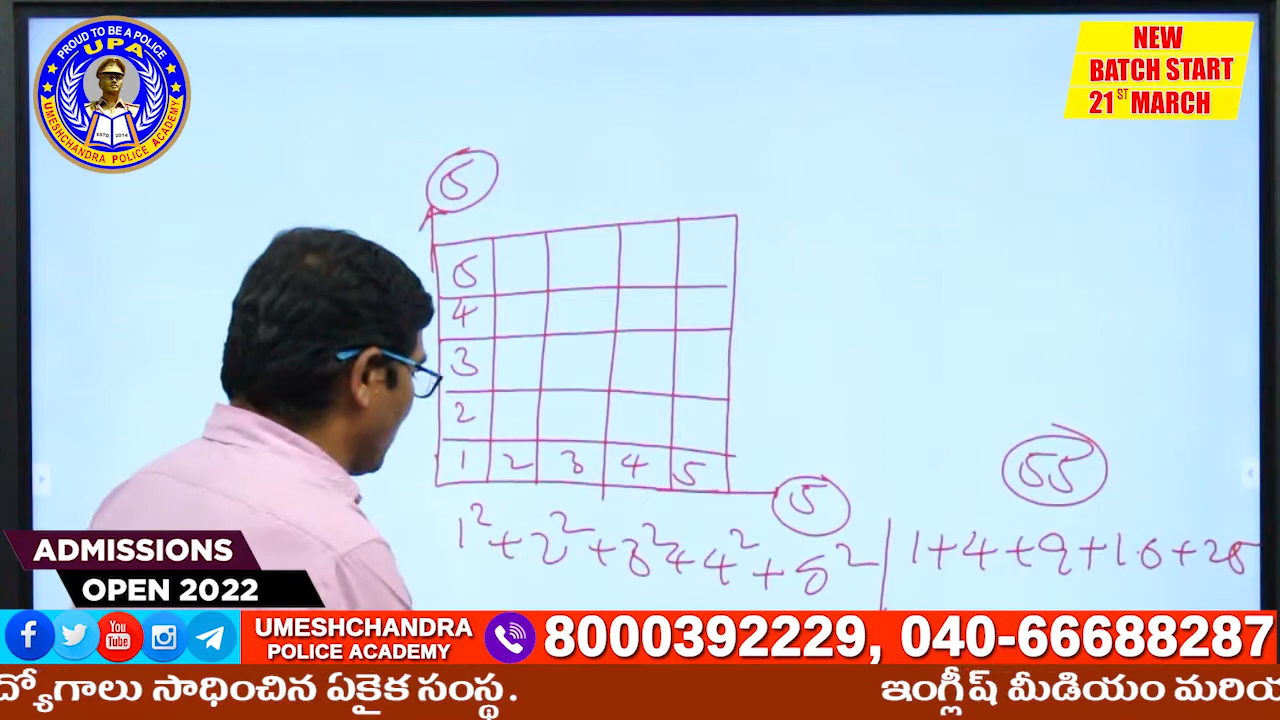 PROUD TO BE A POLICE
UPA
ESTD. 2014
UMESHCHANDRA POLICE ACADEMY
NEW
BATCH START
21ST MARCH
5
5
4
3
2
1 2 3 4 5
5
55
1²+2²+3²+4²+5² | 1+4+9+16+25
ADMISSIONS
OPEN 2022
You
Tube
UMESHCHANDRA
POLICE ACADEMY
8000392229, 040-66688287
ద్యోగాలు సాధించిన ఏకైక సంస్థ. ఇంగ్లీష్ మీడియం మరియ